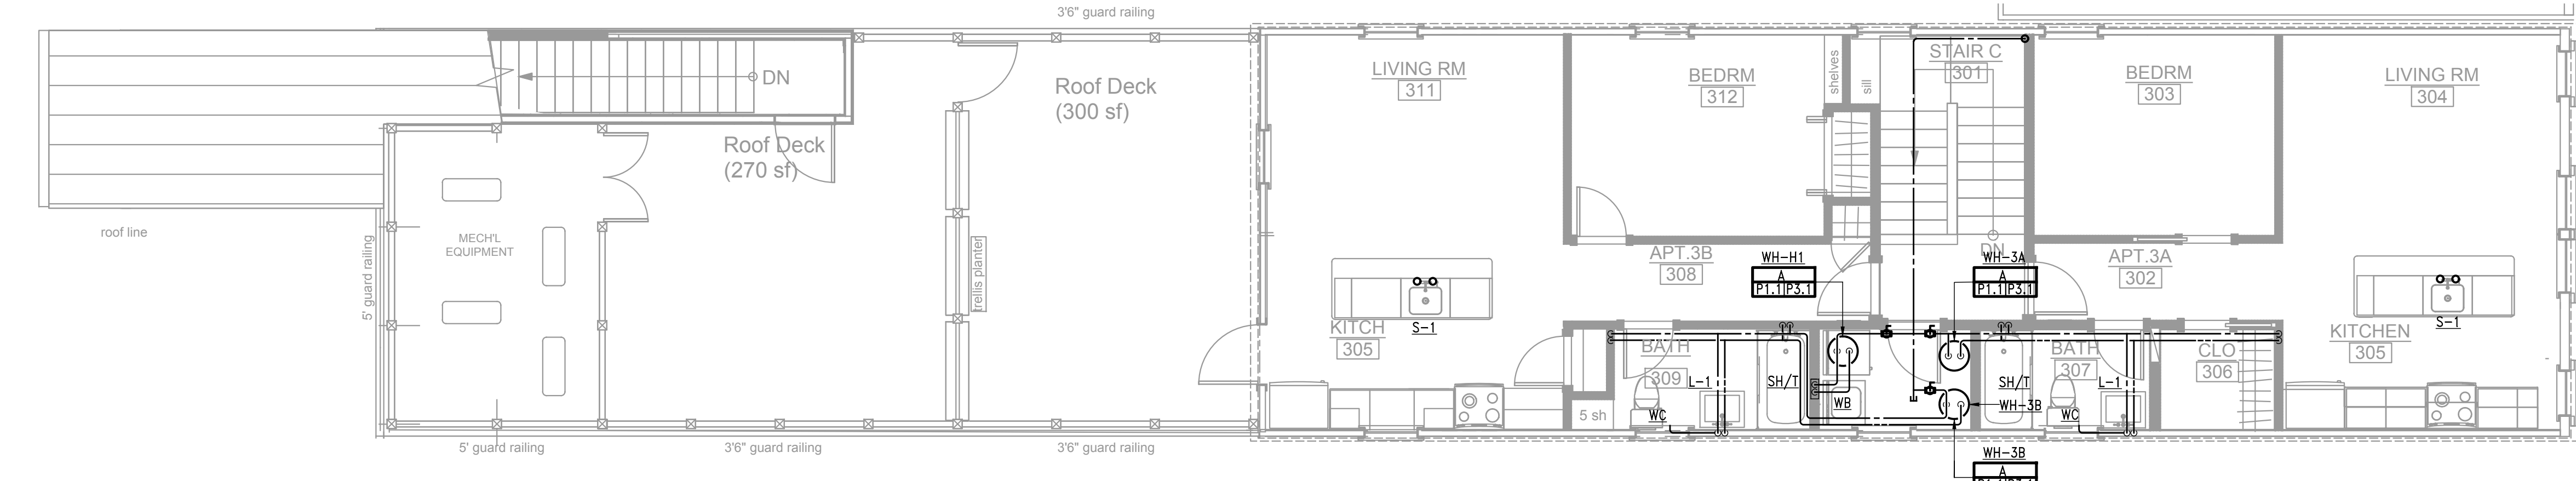 3'6" guard railing
DN
Roof Deck
(300 sf)
Roof Deck
(270 sf)
roof line
MECH'L
EQUIPMENT
5' guard railing
trellis planter
5' guard railing
3'6" guard railing
3'6" guard railing
LIVING RM
311
BEDRM
312
shelves
sill
STAIR C
301
BEDRM
303
LIVING RM
304
APT.3B
308
WH-H1
A
P1.1 P3.1
DN
WH-3A
A
P1.1 P3.1
APT.3A
302
S-1
KITCH
305
BATH
309
L-1
SH/T
WB
WC
5 sh
WH-3B
SH/T
BATH
307
L-1
WC
CLO
306
KITCHEN
305
S-1
WH-3B
A
P1.1 P3.1